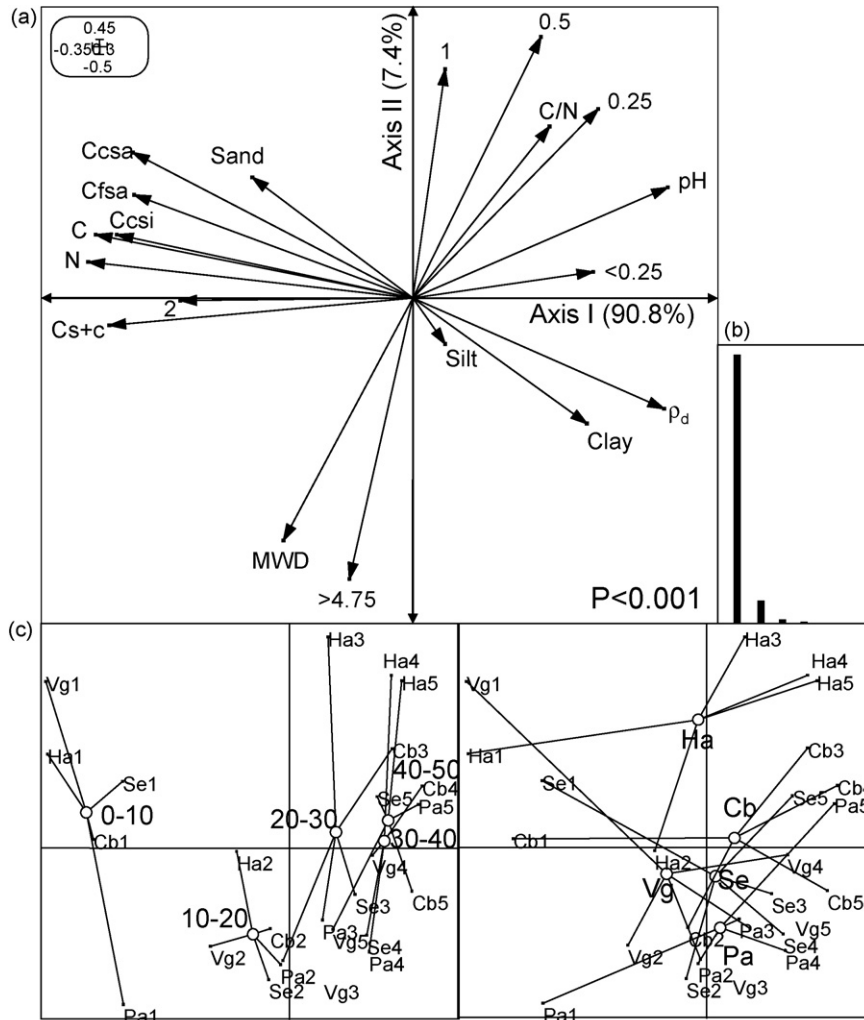 (a)
0.45
-0.35
-0.5
Axis II (7.4%)
1
0.5
0.25
C/N
pH
<0.25
Axis I (90.8%)
Ccsa
Sand
Cfsa
C
Ccsi
N
2
Cs+c
Silt
ρd
Clay
MWD
>4.75
P<0.001
(b)
(c)
Vg1
Ha1
Se1
0-10
Cb1
Pa1
Ha2
10-20
Vg2
Cb2
Se2
Pa2
Ha3
20-30
Ha4
Ha5
Cb3
40-50
Se5
Cb4
Pa5
30-40
Vg4
Se3
Cb5
Pa3
Vg5
Se4
Pa4
Vg3
Vg1
Ha1
Se1
Cb1
Pa1
Ha3
Ha4
Ha5
Ha
Cb3
Cb
Se5
Cb4
Pa5
Ha2
Vg
Se
Vg4
Se3
Cb5
Pa3
Vg5
Se4
Pa4
Pa
Vg2
Cb2
Pa2
Se2
Vg3